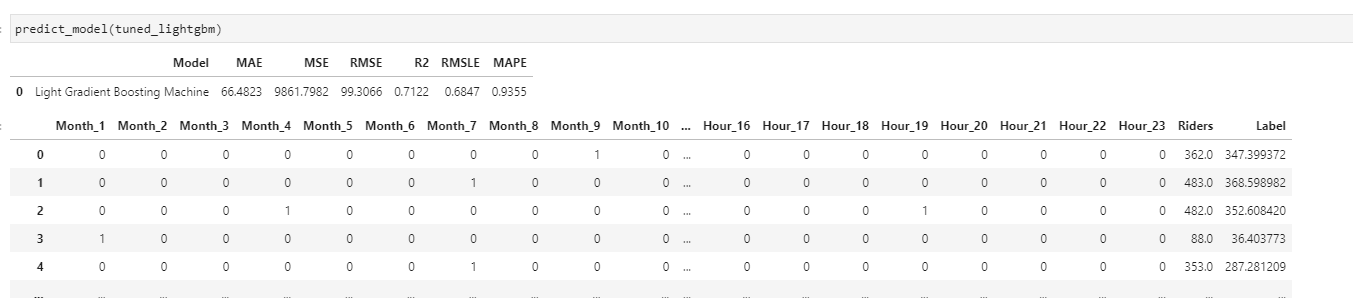 predict_model(tuned_lightgbm)
Model MAE MSE RMSE R2 RMSLE MAPE
0 Light Gradient Boosting Machine 66.4823 9861.7982 99.3066 0.7122 0.6847 0.9355
Month_1 Month_2 Month_3 Month_4 Month_5 Month_6 Month_7 Month_8 Month_9 Month_10 ... Hour_16 Hour_17 Hour_18 Hour_19 Hour_20 Hour_21 Hour_22 Hour_23 Riders Label
0 0 0 0 0 0 0 0 0 1 0 ... 0 0 0 0 0 0 0 0 362.0 347.399372
1 0 0 0 0 0 0 1 0 0 0 ... 0 0 0 0 0 0 0 0 483.0 368.598982
2 0 0 0 1 0 0 0 0 0 0 ... 0 0 0 1 0 0 0 0 482.0 352.608420
3 1 0 0 0 0 0 0 0 0 0 ... 0 0 0 0 0 0 0 0 88.0 36.403773
4 0 0 0 0 0 0 1 0 0 0 ... 0 0 0 0 0 0 0 0 353.0 287.281209
... ... ... ... ... ... ... ... ... ... ... ... ... ... ... ... ... ... ... ... ... ...